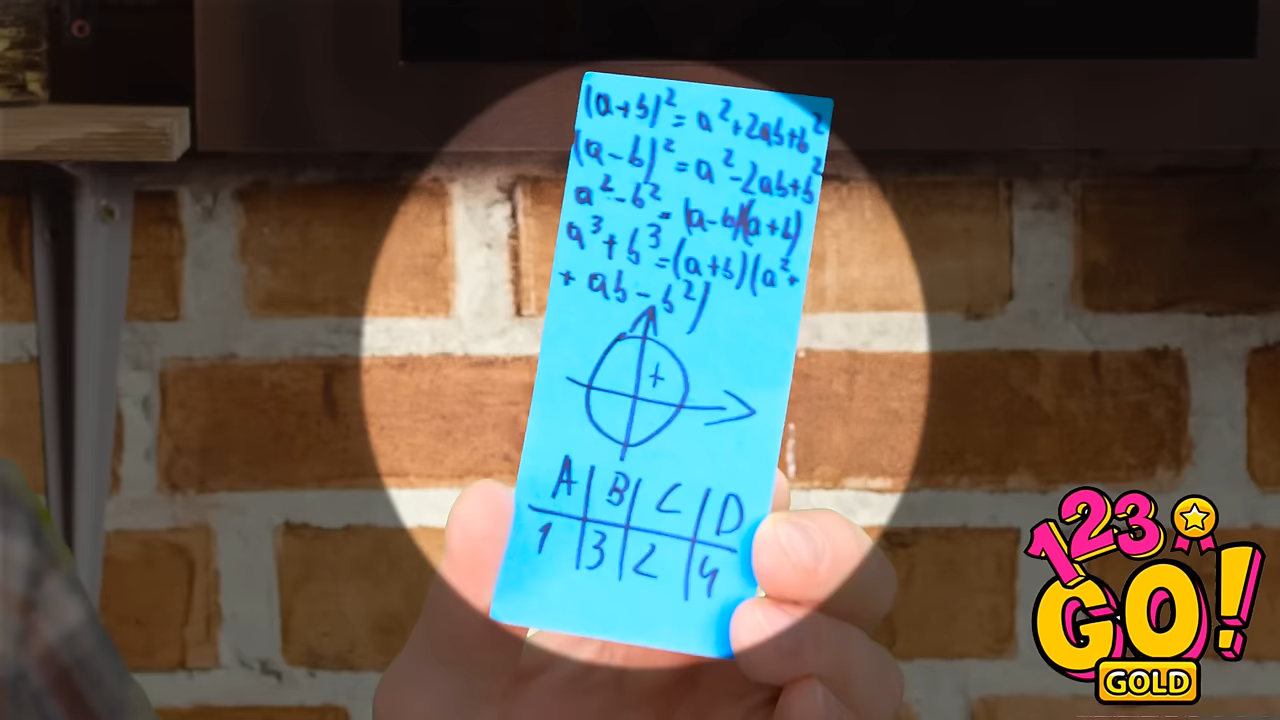 (a+b)²= a²+2ab+b²
(a-b)²= a²-2ab+b²
a²-b² = (a-b)(a+b)
a³+b³=(a+b)(a²+
+ ab-b²)
+
A | B | C | D
1 | 3 | 2 | 4
123
GO!
GOLD